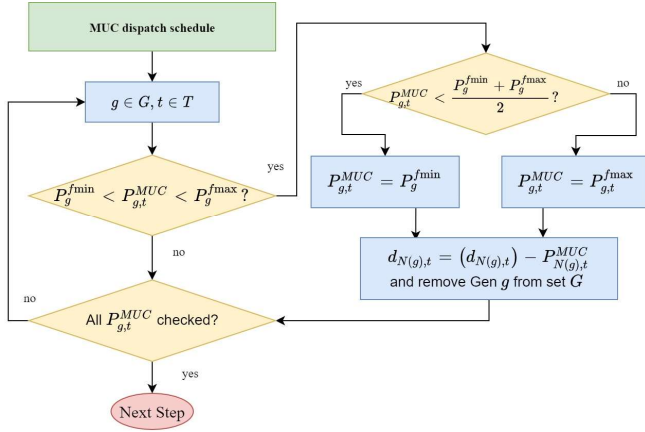 MUC dispatch schedule
g ∈ G, t ∈ T
yes
P_g^{fmin} < P_{g,t}^{MUC} < P_g^{fmax}?
no
no
All P_{g,t}^{MUC} checked?
yes
Next Step
P_{g,t}^{MUC} < \frac{P_g^{fmin} + P_g^{fmax}}{2}?
yes
no
P_{g,t}^{MUC} = P_g^{fmin}
P_{g,t}^{MUC} = P_{g,t}^{fmax}
d_{N(g),t} = (d_{N(g),t}) − P_{N(g),t}^{MUC}
and remove Gen g from set G